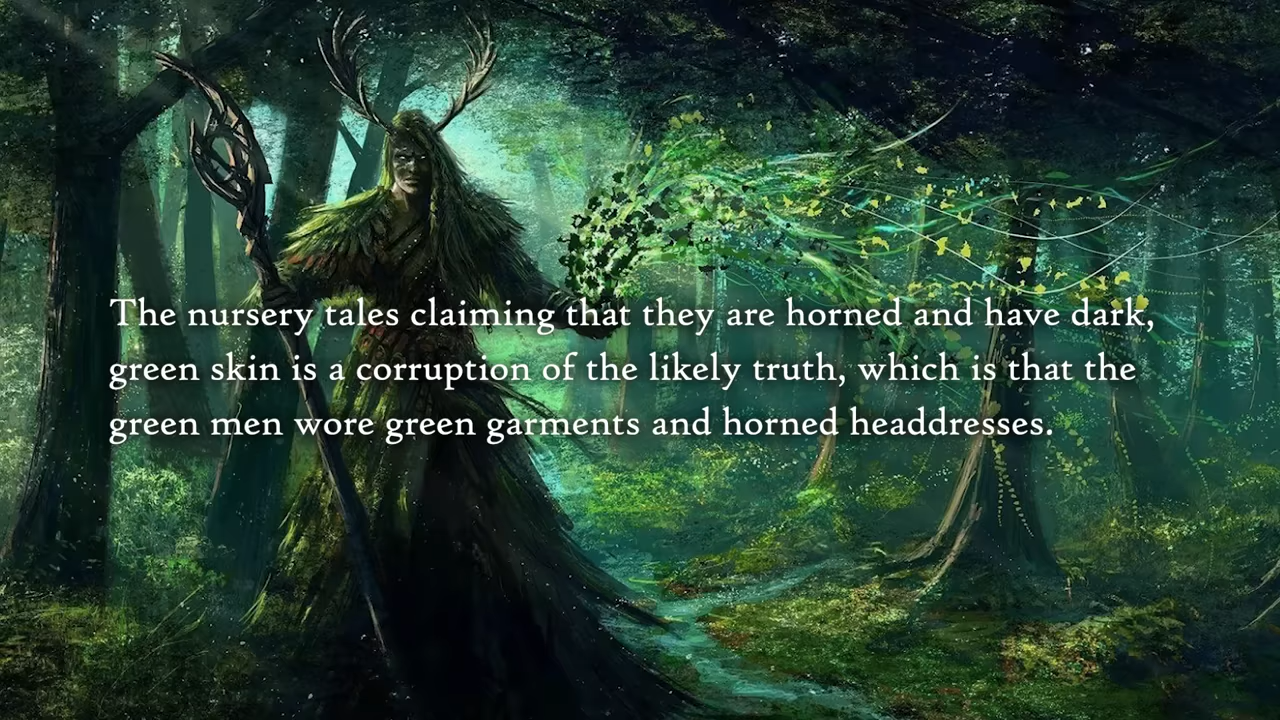 The nursery tales claiming that they are horned and have dark,
green skin is a corruption of the likely truth, which is that the
green men wore green garments and horned headdresses.